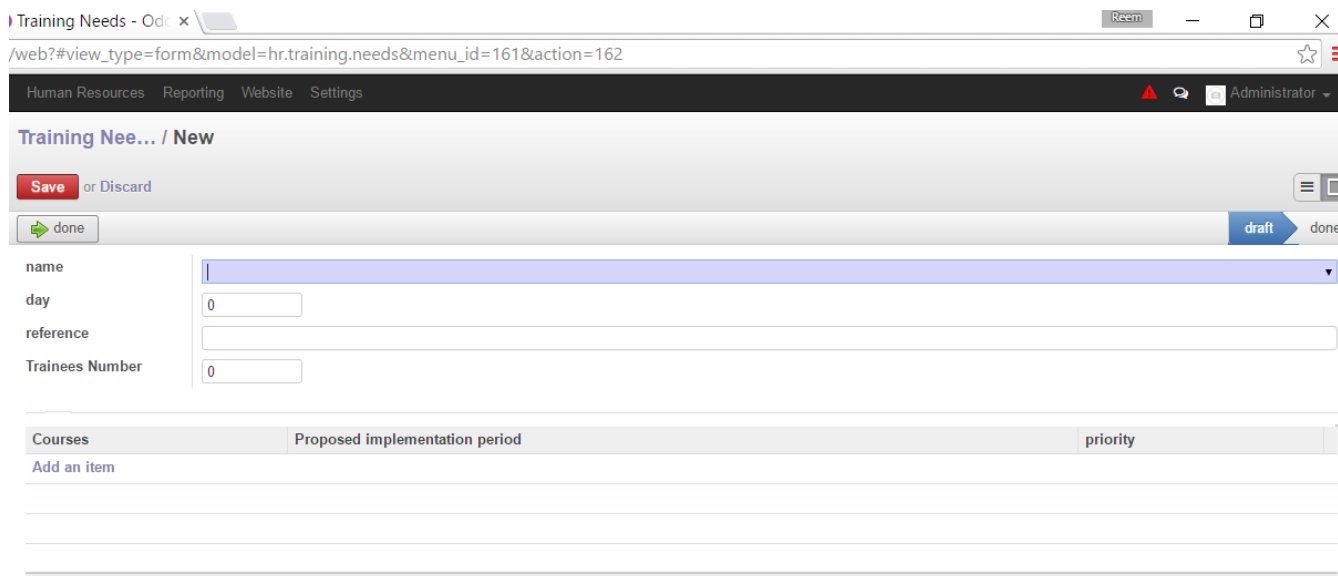 Training Needs - Odo Reem
/web?#view_type=form&model=hr.training.needs&menu_id=161&action=162
Human Resources Reporting Website Settings Administrator
Training Nee... / New
Save or Discard
done draft done
name
day 0
reference
Trainees Number 0
Courses Proposed implementation period priority
Add an item